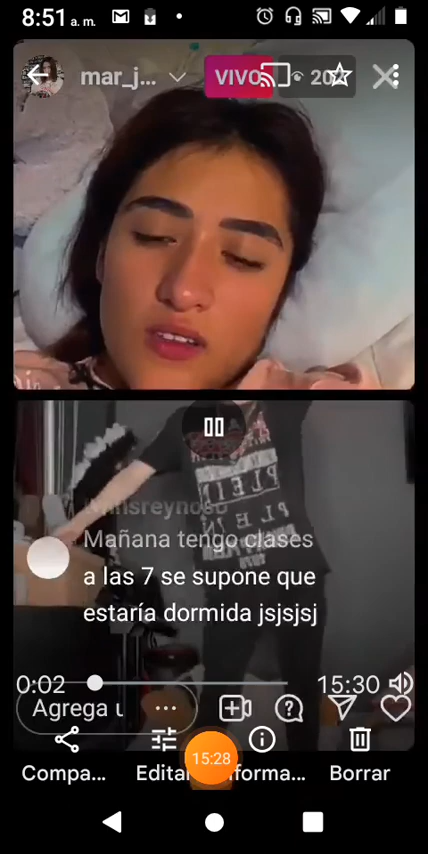 8:51 a. m.
mar_j...
VIVO
20
Mañana tengo clases
a las 7 se supone que
estaría dormida jsjsjsj
0:02
15:30
Agrega u
Compa...
Editar
Informa...
Borrar
15:28